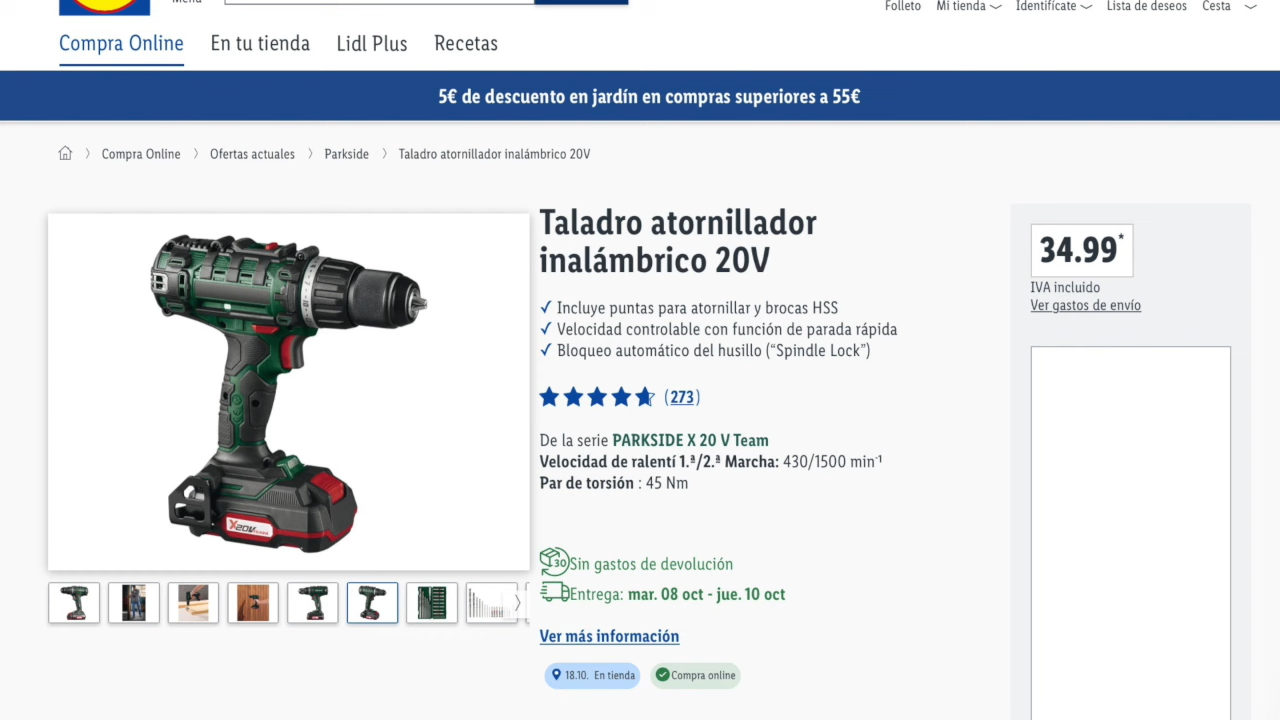 Menú
Folleto
Mi tienda
Identifícate
Lista de deseos
Cesta
Compra Online
En tu tienda
Lidl Plus
Recetas
5€ de descuento en jardín en compras superiores a 55€
Compra Online
Ofertas actuales
Parkside
Taladro atornillador inalámbrico 20V
Taladro atornillador
inalámbrico 20V
✓ Incluye puntas para atornillar y brocas HSS
✓ Velocidad controlable con función de parada rápida
✓ Bloqueo automático del husillo (“Spindle Lock”)
(273)
De la serie PARKSIDE X 20 V Team
Velocidad de ralentí 1.ª/2.ª Marcha: 430/1500 min⁻¹
Par de torsión : 45 Nm
30
Sin gastos de devolución
Entrega: mar. 08 oct - jue. 10 oct
Ver más información
18.10. En tienda
Compra online
34.99*
IVA incluido
Ver gastos de envío
X20V TEAM